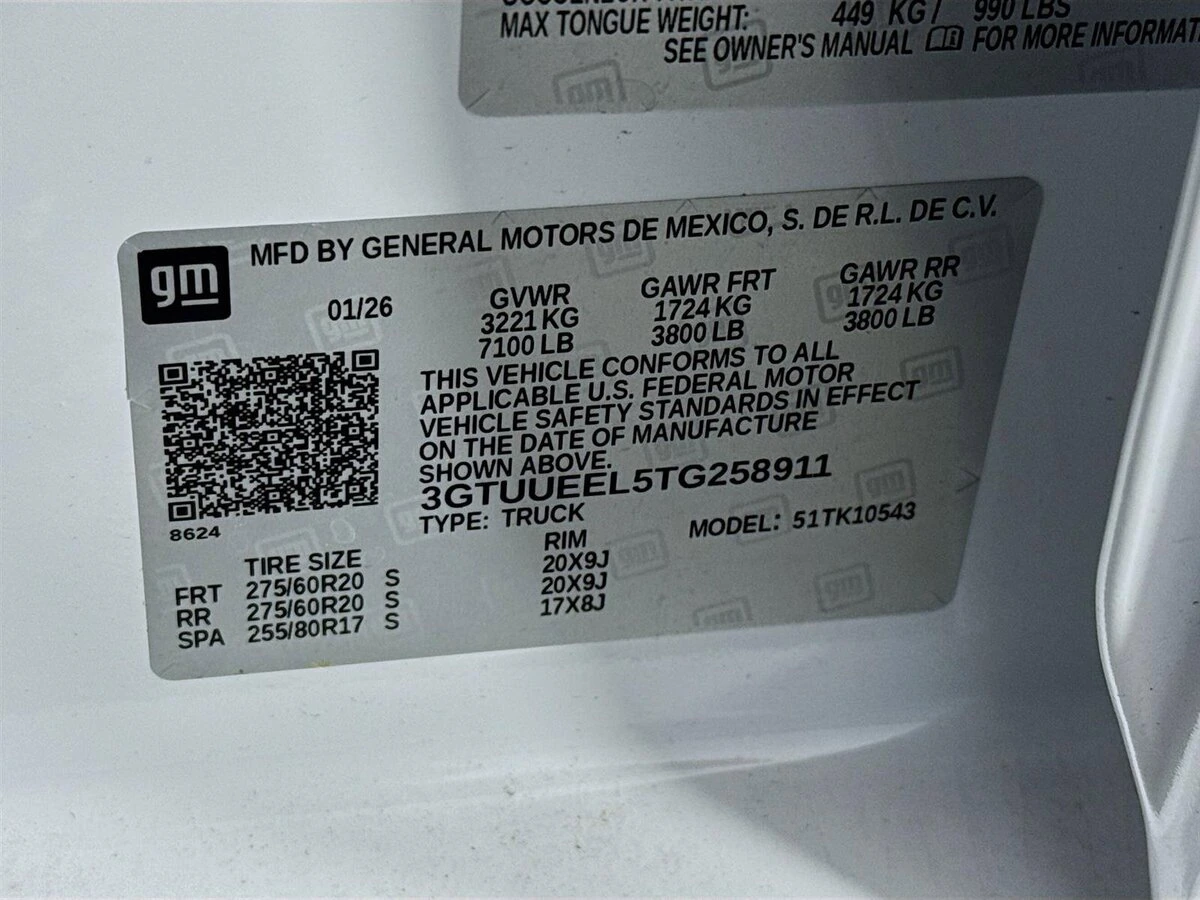 MAX TONGUE WEIGHT: 449 KG / 990 LBS
SEE OWNER'S MANUAL FOR MORE
gm
MFD BY GENERAL MOTORS DE MEXICO, S. DE R.L. DE C.V.
01/26
GVWR
3221 KG
7100 LB
GAWR FRT
1724 KG
3800 LB
GAWR RR
1724 KG
3800 LB
THIS VEHICLE CONFORMS TO ALL
APPLICABLE U.S. FEDERAL MOTOR
VEHICLE SAFETY STANDARDS IN EFFECT
ON THE DATE OF MANUFACTURE
SHOWN ABOVE.
3GTUUEEL5TG258911
TYPE: TRUCK MODEL: 51TK10543
8624
TIRE SIZE RIM
FRT 275/60R20 S 20X9J
RR 275/60R20 S 20X9J
SPA 255/80R17 S 17X8J